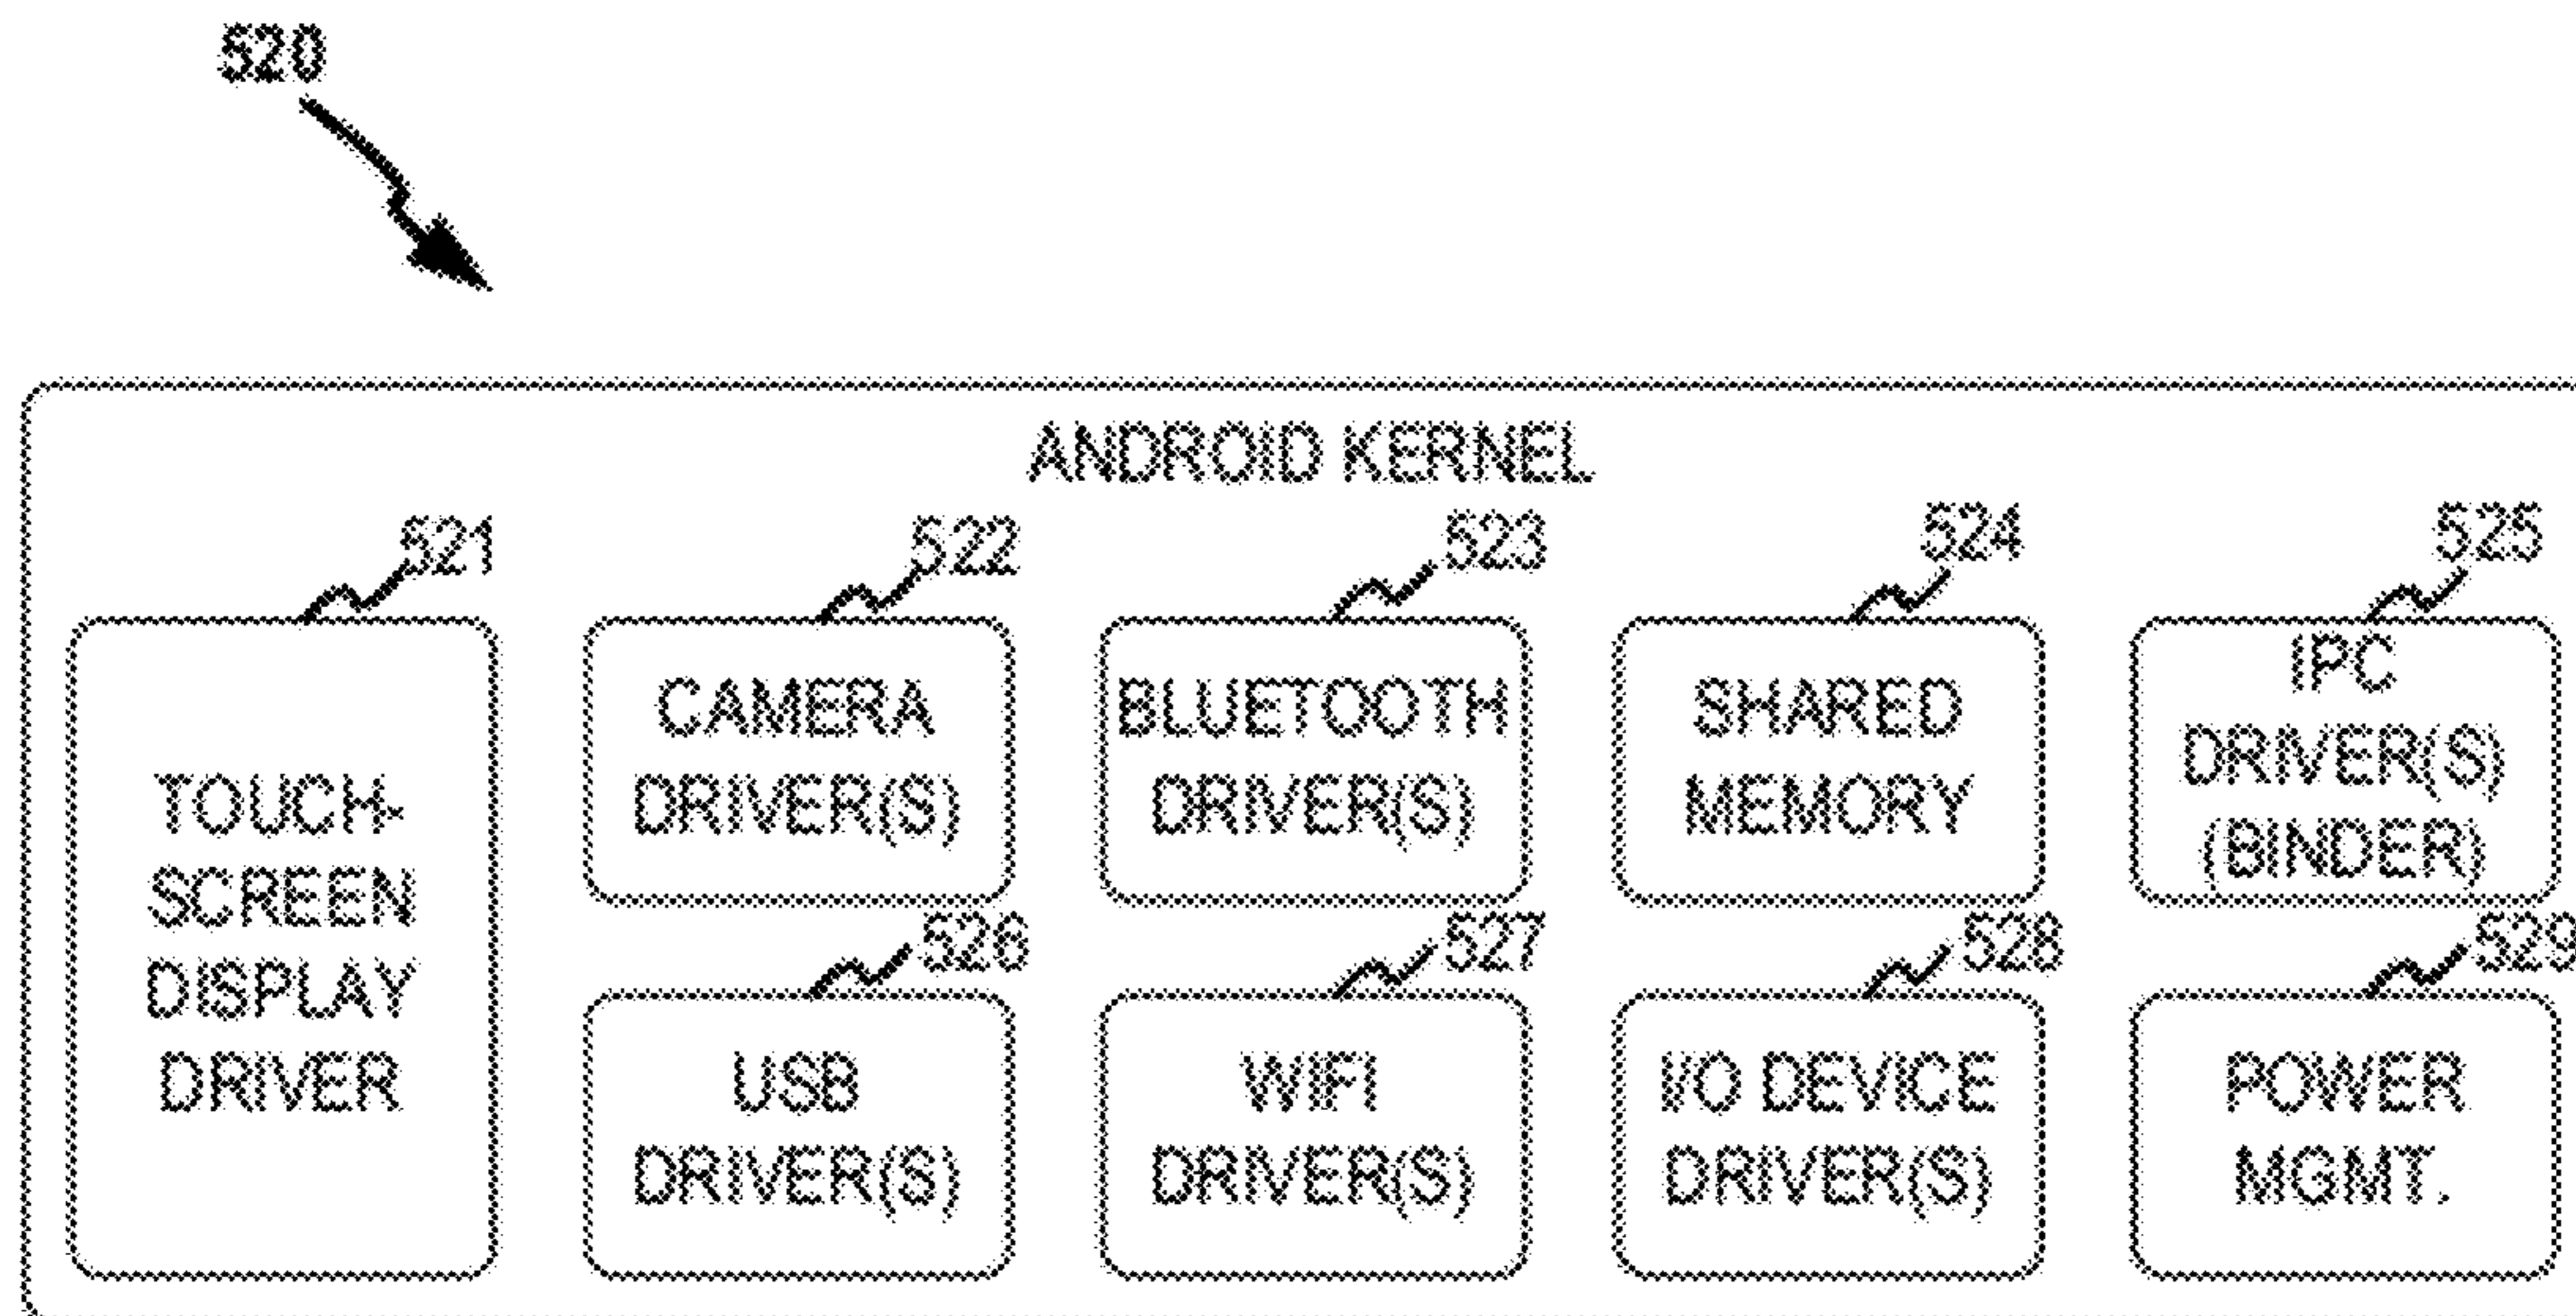 520
ANDROID KERNEL
521
522
523
524
525
TOUCH-
SCREEN
DISPLAY
DRIVER
CAMERA
DRIVER(S)
BLUETOOTH
DRIVER(S)
SHARED
MEMORY
IPC
DRIVER(S)
(BINDER)
526
527
528
529
USB
DRIVER(S)
WIFI
DRIVER(S)
I/O DEVICE
DRIVER(S)
POWER
MGMT.